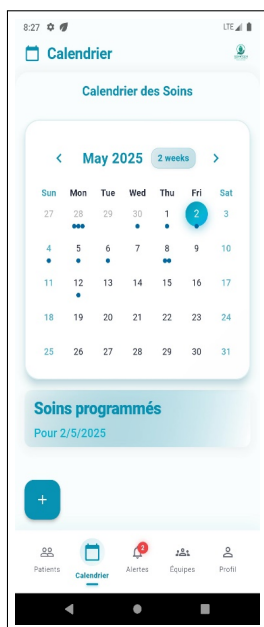 8:27 LTE
Calendrier
Calendrier des Soins
May 2025 2 weeks
Sun Mon Tue Wed Thu Fri Sat
27 28 29 30 1 2 3
4 5 6 7 8 9 10
11 12 13 14 15 16 17
18 19 20 21 22 23 24
25 26 27 28 29 30 31
Soins programmés
Pour 2/5/2025
+
2
Patients Calendrier Alertes Équipes Profil